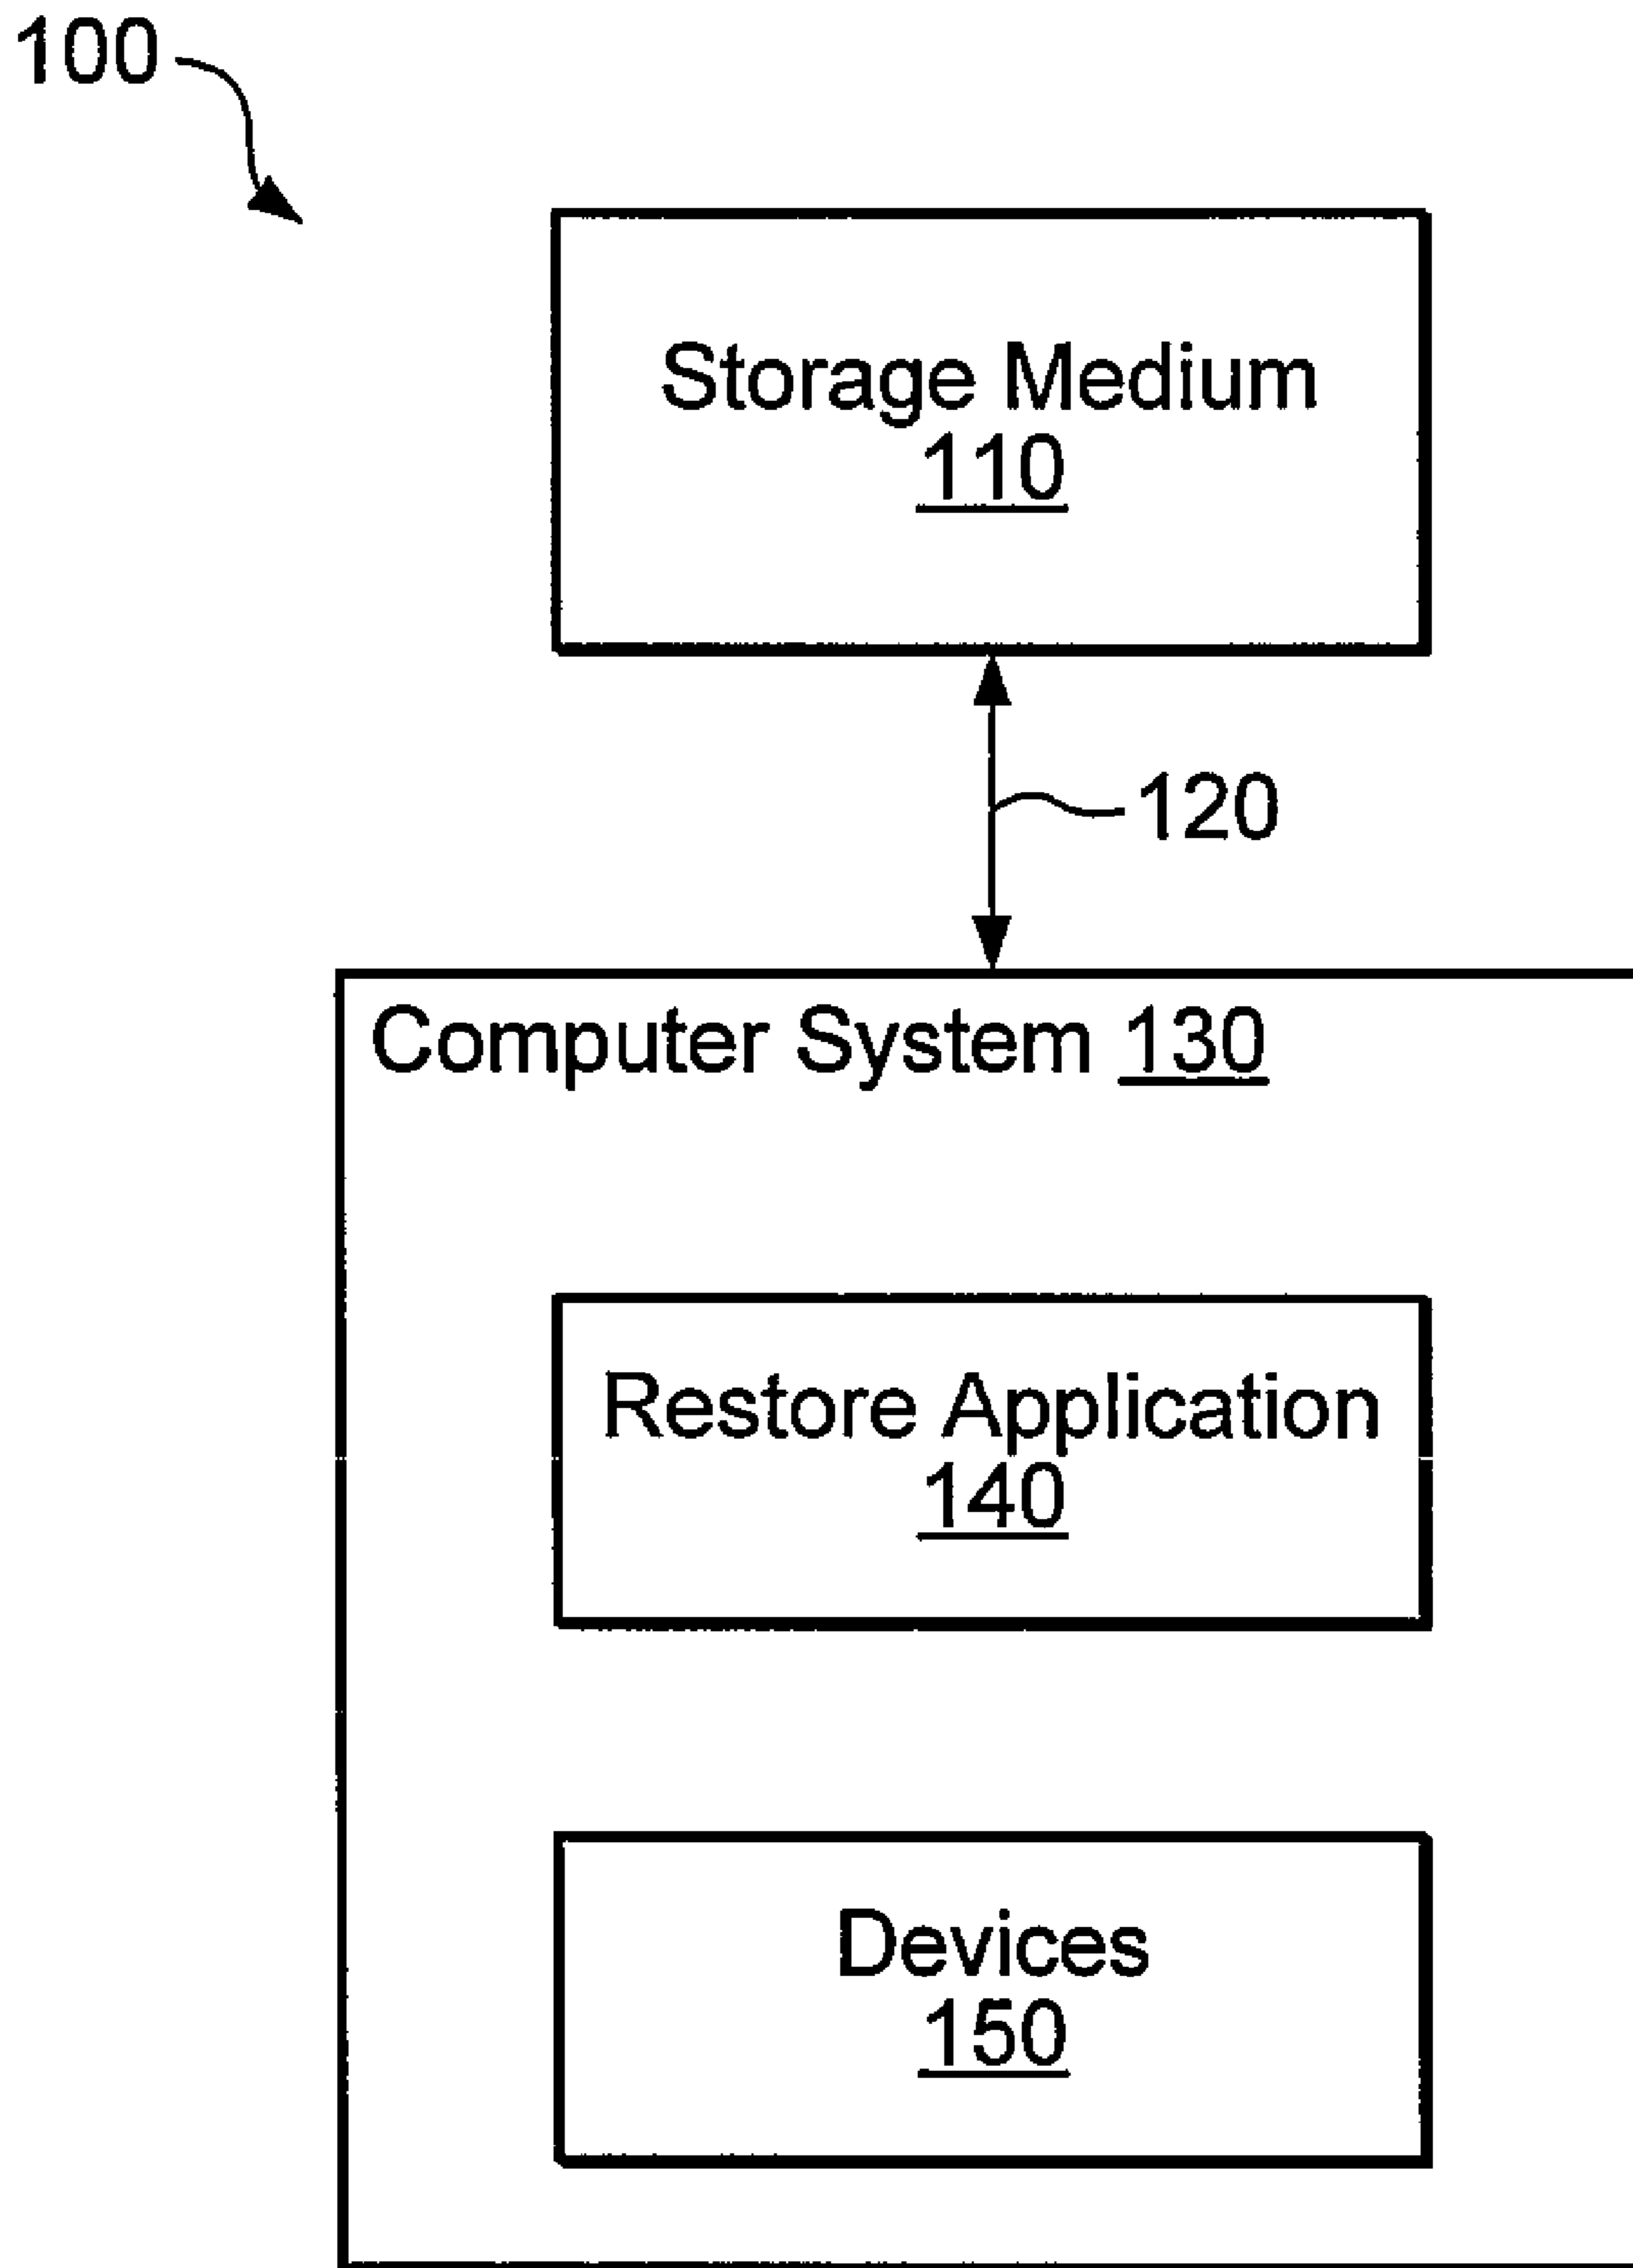 100
Storage Medium
110
120
Computer System 130
Restore Application
140
Devices
150